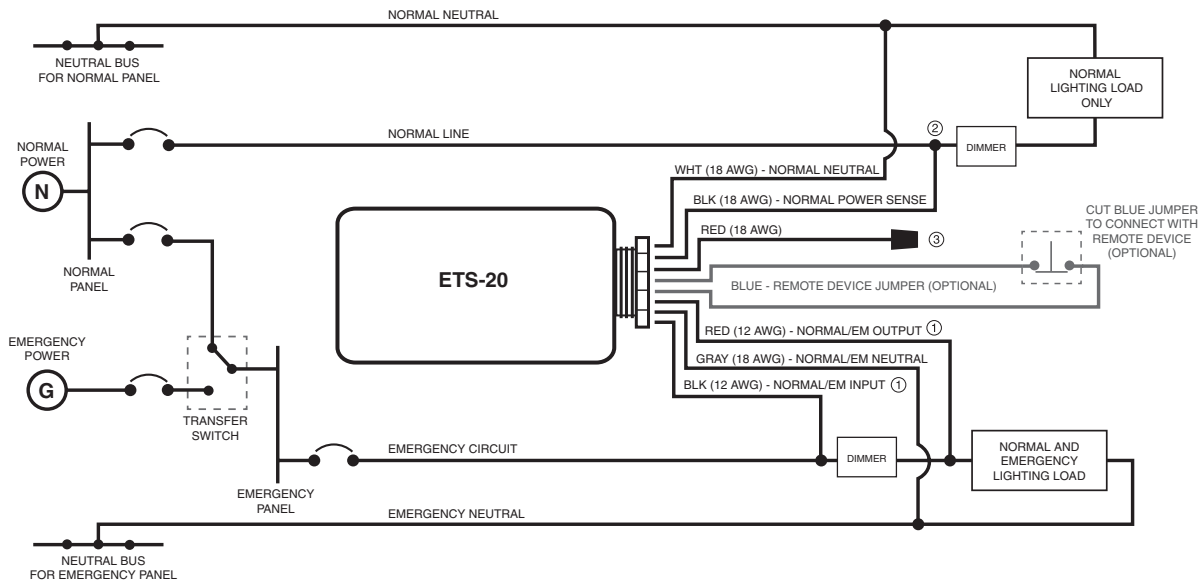 NORMAL NEUTRAL
NEUTRAL BUS
FOR NORMAL PANEL
NORMAL
LIGHTING LOAD
ONLY
NORMAL LINE
②
DIMMER
NORMAL
POWER
N
WHT (18 AWG) - NORMAL NEUTRAL
BLK (18 AWG) - NORMAL POWER SENSE
RED (18 AWG)
③
CUT BLUE JUMPER
TO CONNECT WITH
REMOTE DEVICE
(OPTIONAL)
NORMAL
PANEL
ETS-20
BLUE - REMOTE DEVICE JUMPER (OPTIONAL)
RED (12 AWG) - NORMAL/EM OUTPUT ①
GRAY (18 AWG) - NORMAL/EM NEUTRAL
BLK (12 AWG) - NORMAL/EM INPUT ①
EMERGENCY
POWER
G
TRANSFER
SWITCH
EMERGENCY CIRCUIT
DIMMER
NORMAL AND
EMERGENCY
LIGHTING LOAD
EMERGENCY
PANEL
EMERGENCY NEUTRAL
NEUTRAL BUS
FOR EMERGENCY PANEL